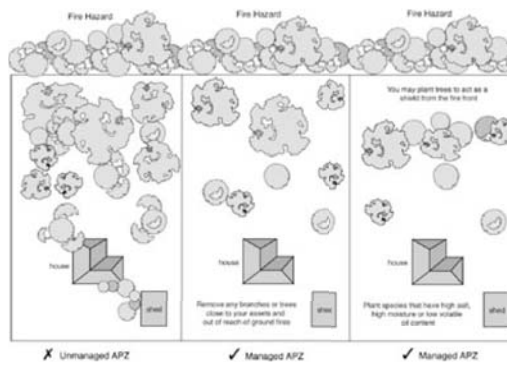 Fire Hazard
Fire Hazard
Fire Hazard
You may plant trees to act as a
shield from the fire front
house
shed
house
Remove any branches or trees
close to your assets and
out of reach of ground fires
shed
house
Plant species that have high salt,
high moisture or low volatile
oil content
shed
✗ Unmanaged APZ
✓ Managed APZ
✓ Managed APZ